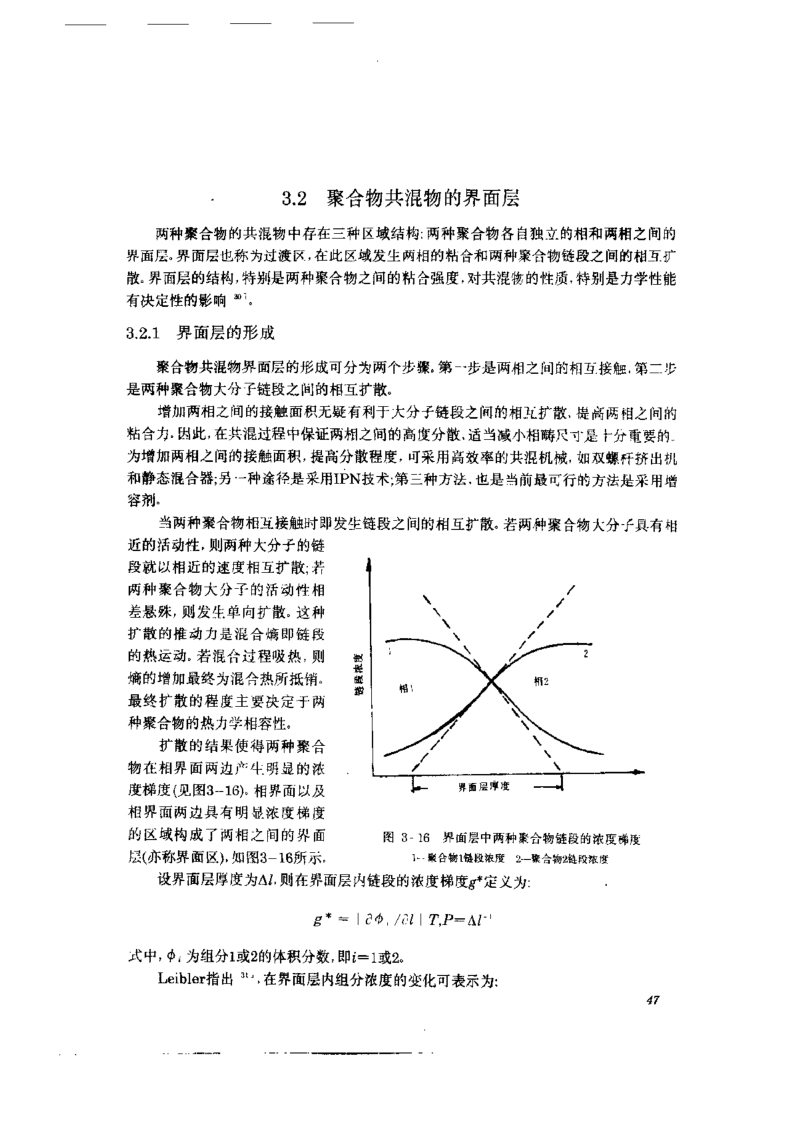 3.2 聚合物共混物的界面层
两种聚合物的共混物中存在三种区域结构:两种聚合物各自独立的相和两相之间的
界面层。界面层也称为过渡区,在此区域发生两相的粘合和两种聚合物链段之间的相互扩
散。界面层的结构,特别是两种聚合物之间的粘合强度,对共混物的性质,特别是力学性能
有决定性的影响 。
3.2.1 界面层的形成
聚合物共混物界面层的形成可分为两个步骤。第一步是两相之间的相互接触,第二步
是两种聚合物大分子链段之间的相互扩散。
增加两相之间的接触面积无疑有利于大分子链段之间的相互扩散、提高两相之间的
粘合力。因此,在共混过程中保证两相之间的高度分散、适当减小相畴尺寸是十分重要的。
为增加两相之间的接触面积,提高分散程度,可采用高效率的共混机械,如双螺杆挤出机
和静态混合器;另一种途径是采用IPN技术;第三种方法,也是当前最可行的方法是采用增
容剂。
当两种聚合物相互接触时即发生链段之间的相互扩散。若两种聚合物大分子具有相
近的活动性,则两种大分子的链
段就以相近的速度相互扩散;若
两种聚合物大分子的活动性相
差悬殊,则发生单向扩散。这种
扩散的推动力是混合熵即链段
的热运动。若混合过程吸热,则
熵的增加最终为混合热所抵销。
最终扩散的程度主要决定于两
种聚合物的热力学相容性。
扩散的结果使得两种聚合
物在相界面两边产生明显的浓
度梯度(见图3-16)。相界面以及
相界面两边具有明显浓度梯度
的区域构成了两相之间的界面
层(亦称界面区),如图3-16所示。
链段浓度
1
2
相1
相2
界面层厚度
图 3-16 界面层中两种聚合物链段的浓度梯度
1--聚合物1链段浓度 2—聚合物2链段浓度
设界面层厚度为Δl,则在界面层内链段的浓度梯度g*定义为:
g* = |∂φᵢ/∂l| T,P=Δl⁻¹
式中,φᵢ为组分1或2的体积分数,即i=1或2。
Leibler指出 ,在界面层内组分浓度的变化可表示为:
47